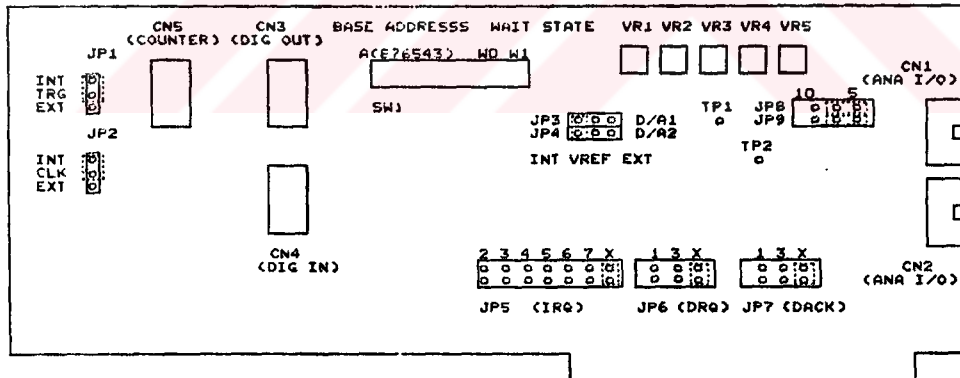 CN5 CN3 BASE ADDRESSS WAIT STATE VR1 VR2 VR3 VR4 VR5
(COUNTER) (DIG OUT)
JP1
A(E76543) W0 W1
CN1
(ANA I/O)
INT
TRG
EXT
SW1
10 5
TP1 JP8
JP9
JP3 D/A1
JP4 D/A2
JP2
INT VREF EXT
TP2
INT
CLK
EXT
CN4
(DIG IN)
2 3 4 5 6 7 X 1 3 X 1 3 X
CN2
(ANA I/O)
JP5 (IRQ) JP6 (DRQ) JP7 (DACK)